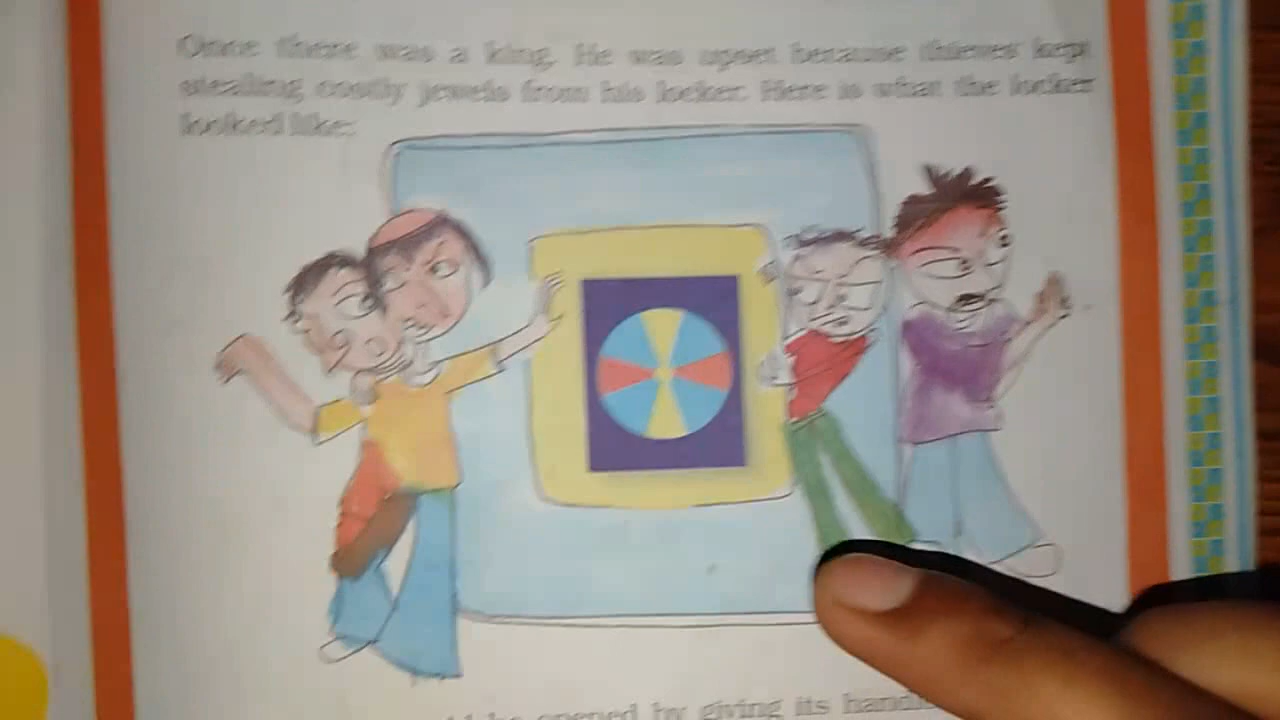 Once there was a king. He was upset because thieves kept
stealing costly jewels from his locker. Here is what the locker
looked like:
be opened by giving its